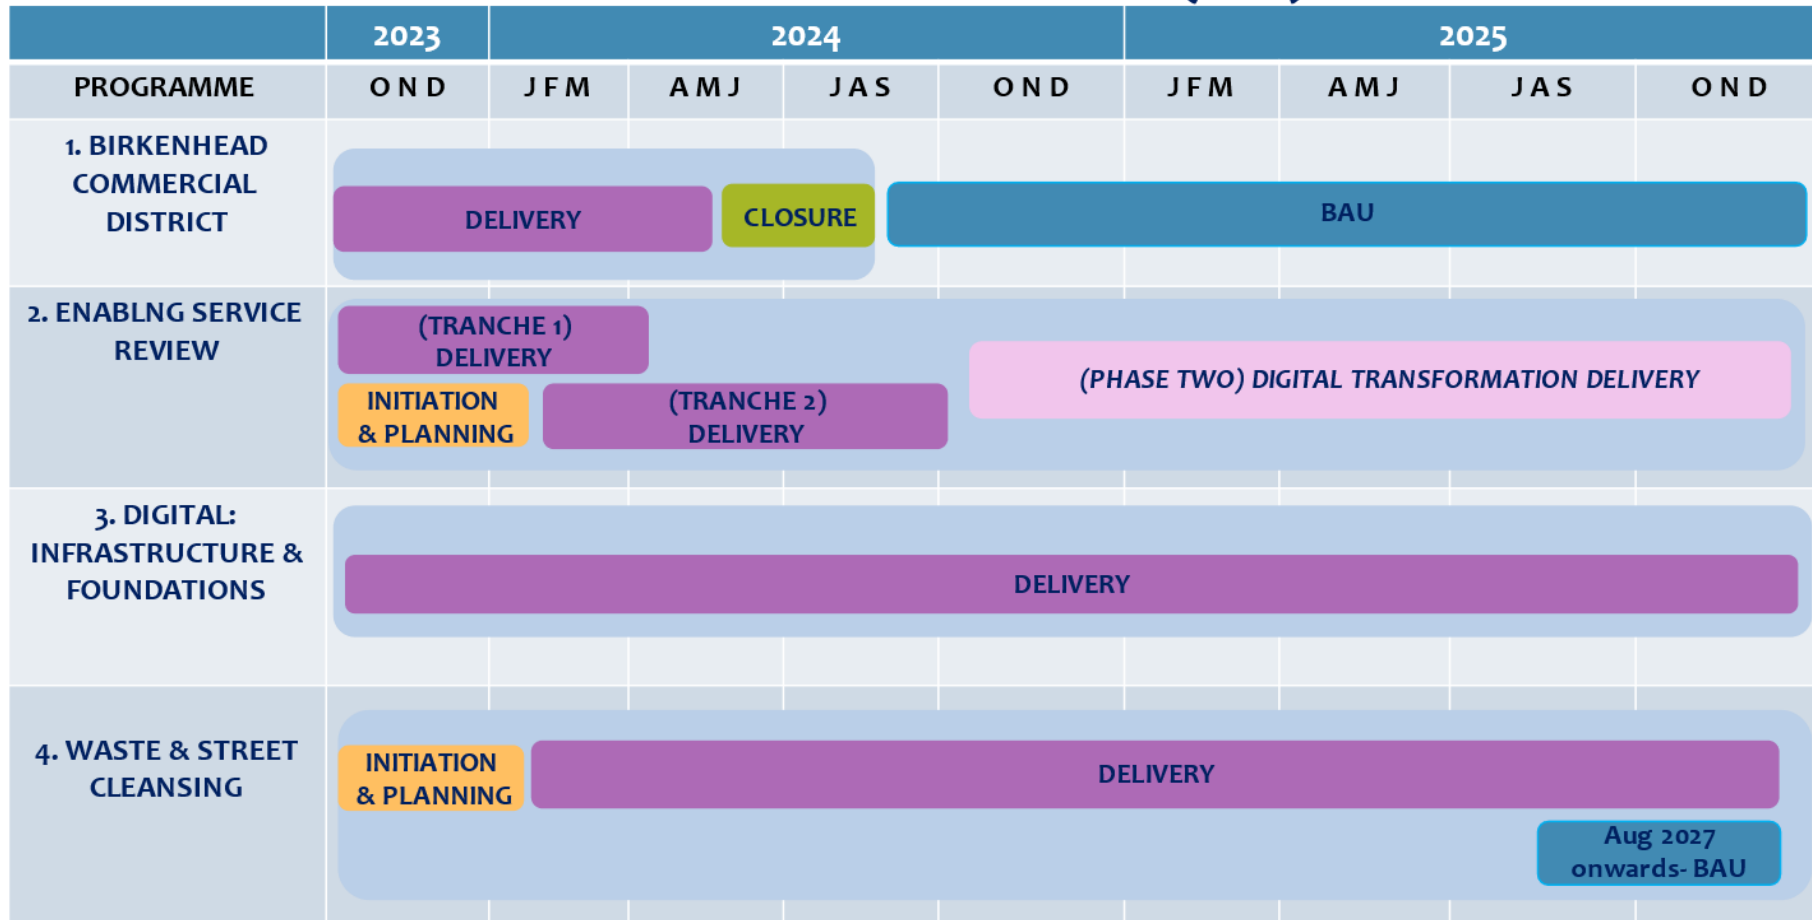 2023 2024 2025
PROGRAMME O N D J F M A M J J A S O N D J F M A M J J A S O N D
1. BIRKENHEAD
COMMERCIAL
DISTRICT
DELIVERY CLOSURE BAU
2. ENABLNG SERVICE
REVIEW
(TRANCHE 1)
DELIVERY
INITIATION
& PLANNING
(TRANCHE 2)
DELIVERY
(PHASE TWO) DIGITAL TRANSFORMATION DELIVERY
3. DIGITAL:
INFRASTRUCTURE &
FOUNDATIONS
DELIVERY
4. WASTE & STREET
CLEANSING
INITIATION
& PLANNING
DELIVERY
Aug 2027
onwards- BAU